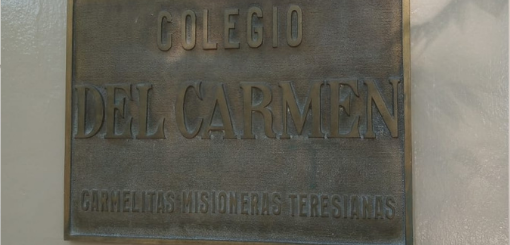 COLEGIO
DEL CARMEN
CARMELITAS MISIONERAS TERESIANAS